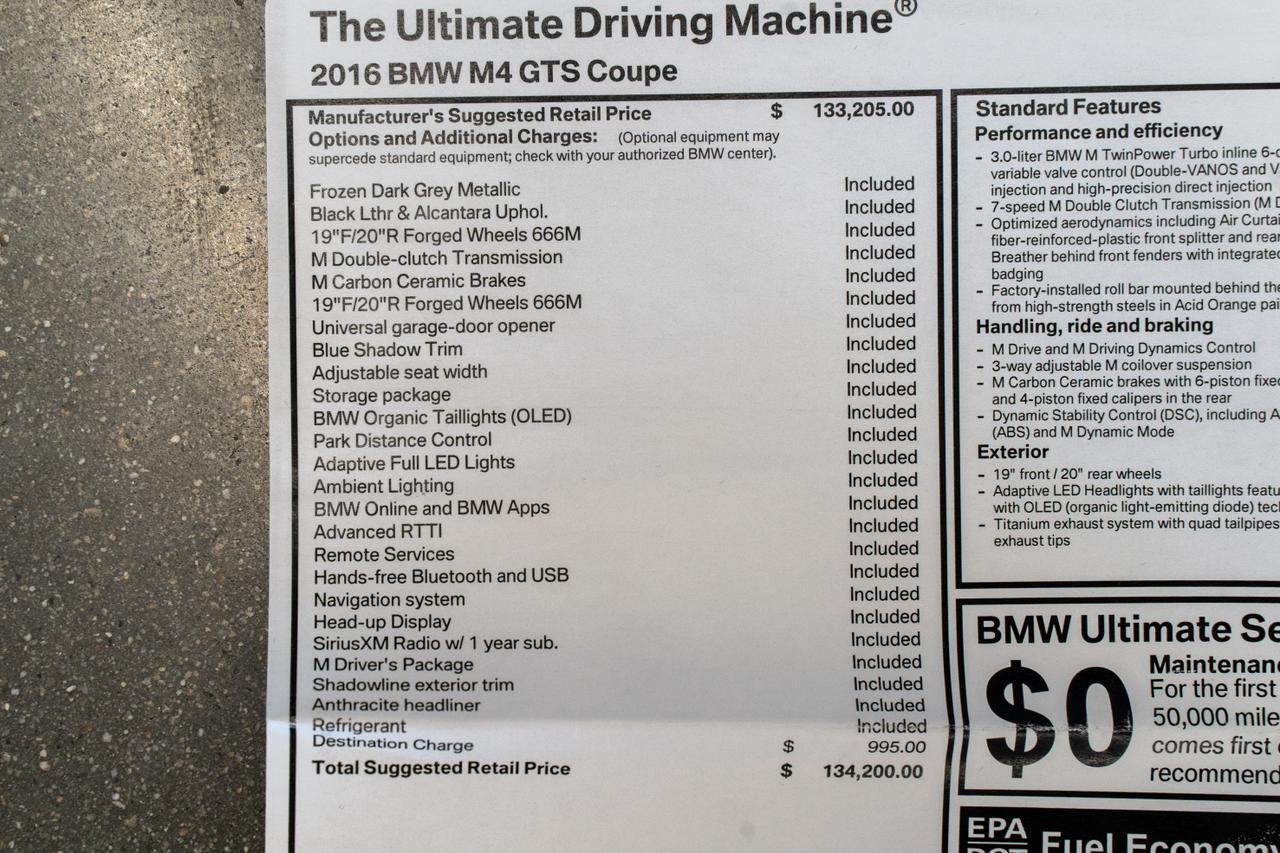 The Ultimate Driving Machine®
2016 BMW M4 GTS Coupe
Manufacturer's Suggested Retail Price $ 133,205.00
Options and Additional Charges: (Optional equipment may
supercede standard equipment; check with your authorized BMW center).
Frozen Dark Grey Metallic Included
Black Lthr & Alcantara Uphol. Included
19"F/20"R Forged Wheels 666M Included
M Double-clutch Transmission Included
M Carbon Ceramic Brakes Included
19"F/20"R Forged Wheels 666M Included
Universal garage-door opener Included
Blue Shadow Trim Included
Adjustable seat width Included
Storage package Included
BMW Organic Taillights (OLED) Included
Park Distance Control Included
Adaptive Full LED Lights Included
Ambient Lighting Included
BMW Online and BMW Apps Included
Advanced RTTI Included
Remote Services Included
Hands-free Bluetooth and USB Included
Navigation system Included
Head-up Display Included
SiriusXM Radio w/ 1 year sub. Included
M Driver's Package Included
Shadowline exterior trim Included
Anthracite headliner Included
Refrigerant Included
Destination Charge $ 995.00
Total Suggested Retail Price $ 134,200.00
Standard Features
Performance and efficiency
- 3.0-liter BMW M TwinPower Turbo inline 6-c
variable valve control (Double-VANOS and V
injection and high-precision direct injection
- 7-speed M Double Clutch Transmission (M D
- Optimized aerodynamics including Air Curtai
fiber-reinforced-plastic front splitter and rear
Breather behind front fenders with integrated
badging
- Factory-installed roll bar mounted behind the
from high-strength steels in Acid Orange pai
Handling, ride and braking
- M Drive and M Driving Dynamics Control
- 3-way adjustable M coilover suspension
- M Carbon Ceramic brakes with 6-piston fixed
and 4-piston fixed calipers in the rear
- Dynamic Stability Control (DSC), including A
(ABS) and M Dynamic Mode
Exterior
- 19" front / 20" rear wheels
- Adaptive LED Headlights with taillights featu
with OLED (organic light-emitting diode) tec
- Titanium exhaust system with quad tailpipes
exhaust tips
BMW Ultimate Se
$0
Maintenanc
For the first
50,000 mile
comes first
recommend
EPA
DOT
Fuel Economy